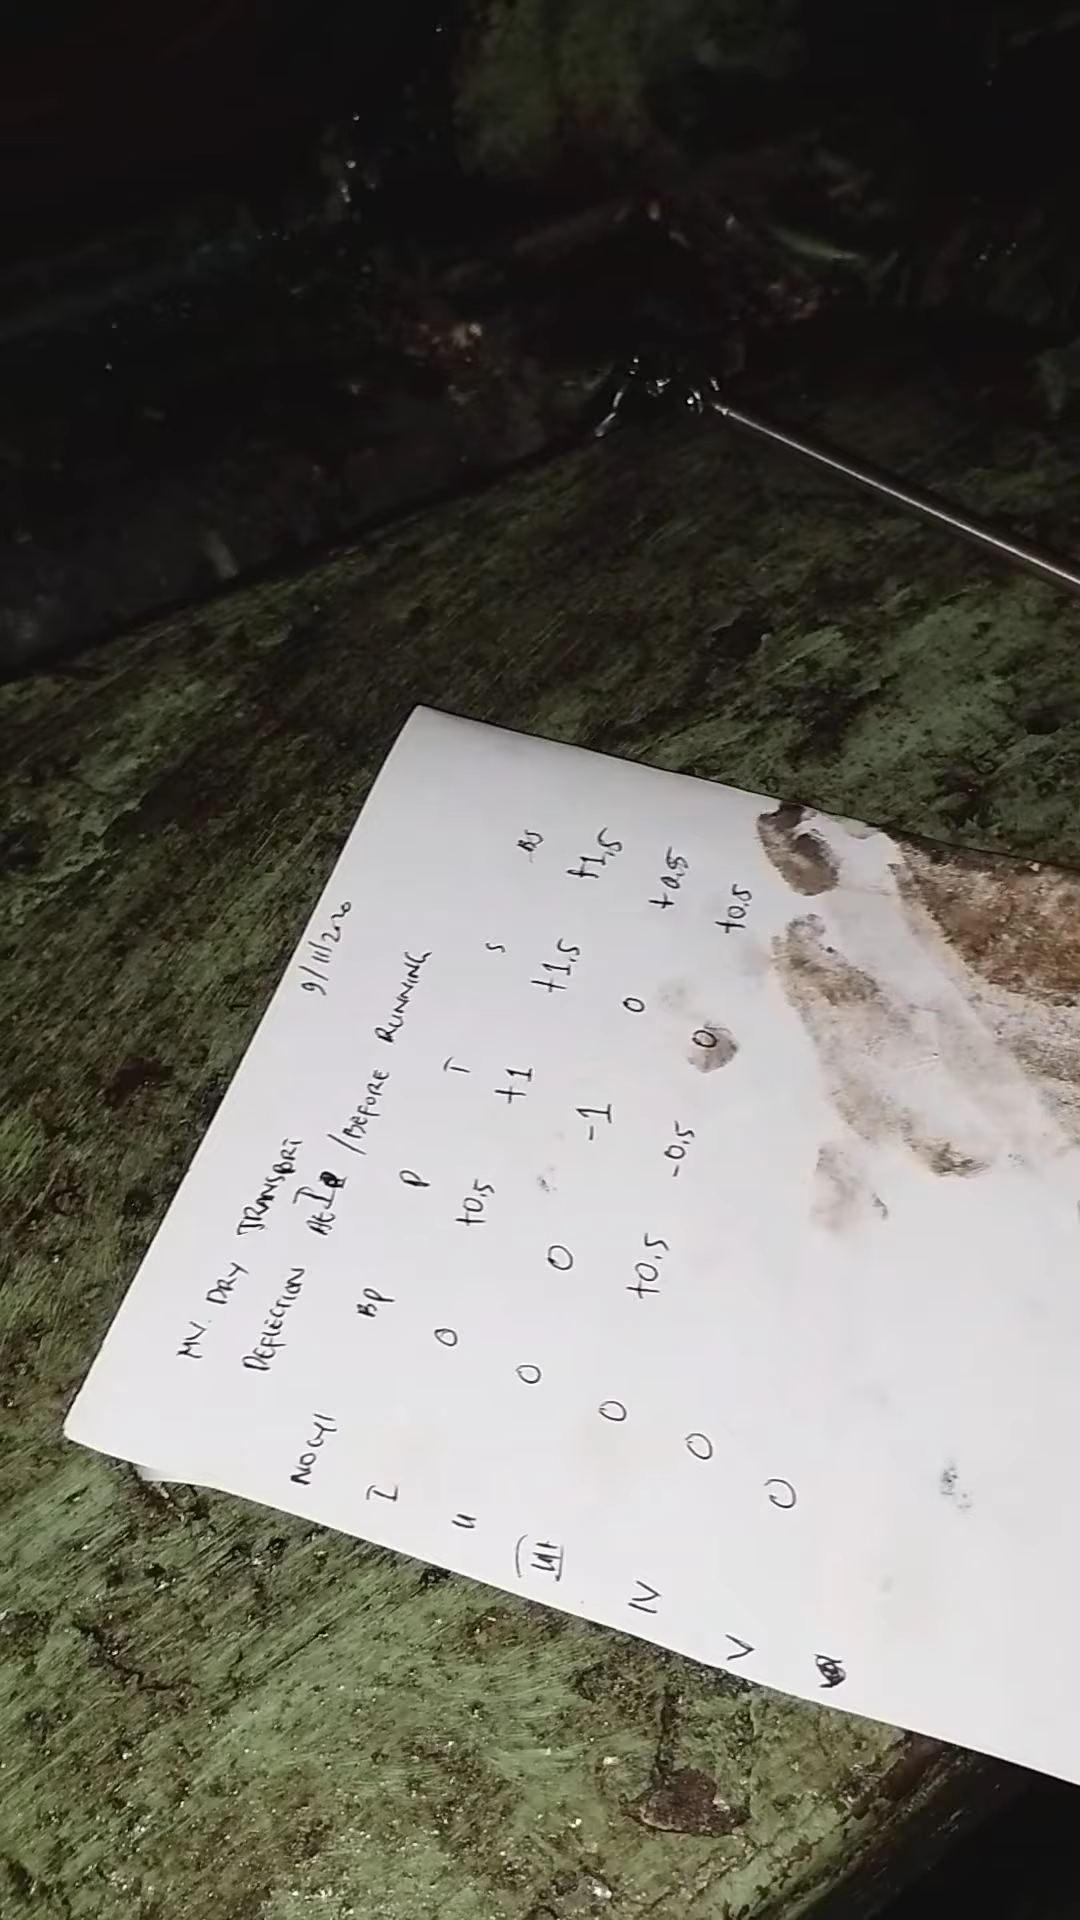 MV. DRY TRANSBRI 9/11/2020
DEFLECTION AE I / BEFORE RUNNING
NO CYL BP P T S BS
I 0 +0.5 +1 +1.5 +1.5
II 0 0 -1 0 +0.5
III 0 +0.5 -0.5 0 +0.5
IV 0
V 0